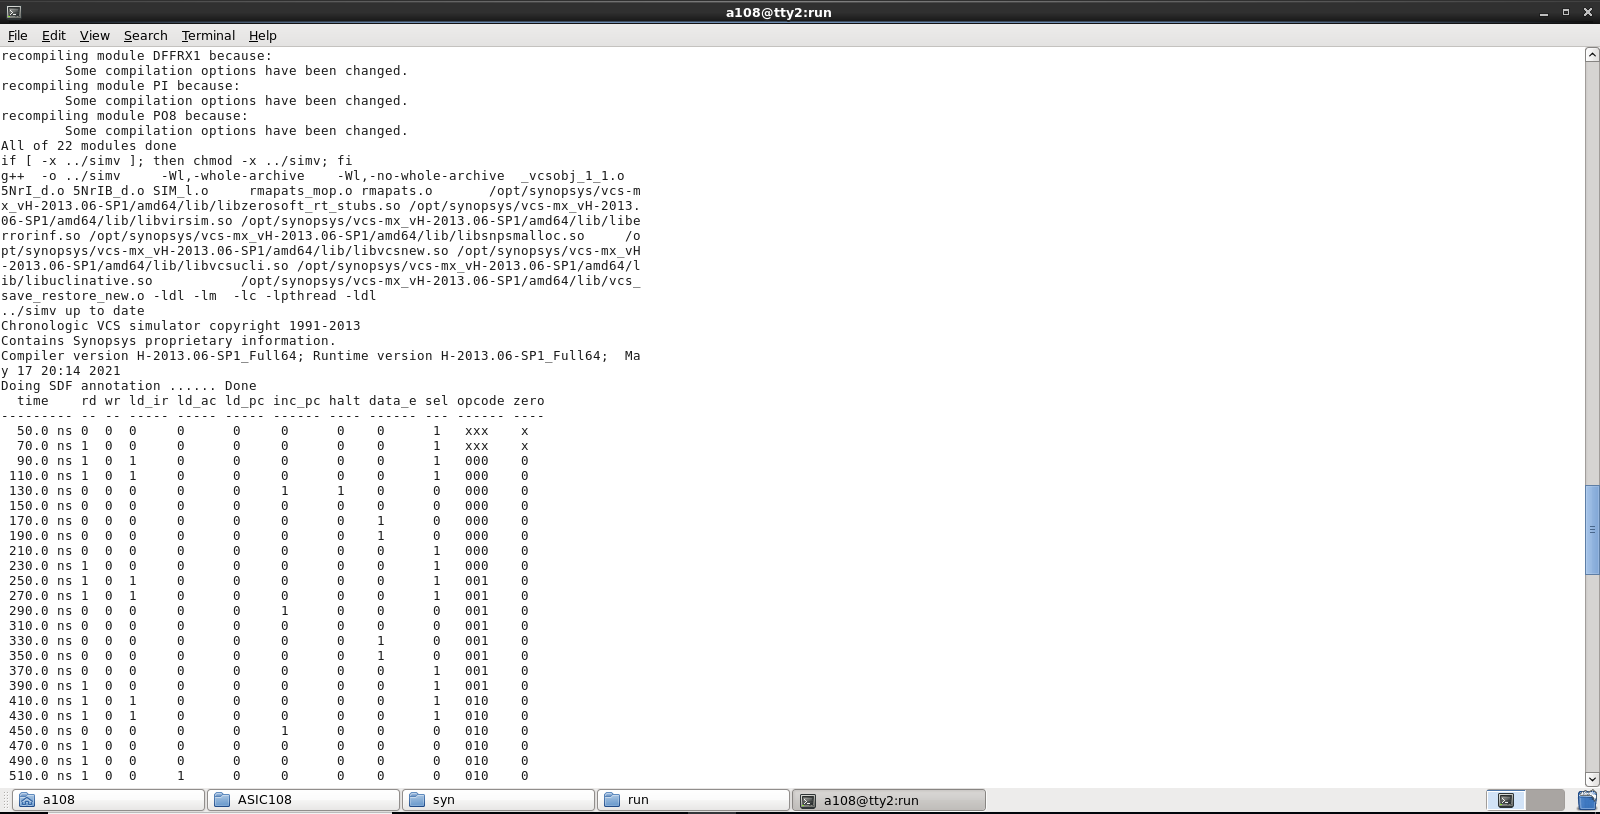 a108@tty2:run
File Edit View Search Terminal Help
recompiling module DFFRX1 because:
        Some compilation options have been changed.
recompiling module PI because:
        Some compilation options have been changed.
recompiling module PO8 because:
        Some compilation options have been changed.
All of 22 modules done
if [ -x ../simv ]; then chmod -x ../simv; fi
g++  -o ../simv     -Wl,-whole-archive    -Wl,-no-whole-archive  _vcsobj_1_1.o
5NrI_d.o 5NrIB_d.o SIM_l.o     rmapats_mop.o rmapats.o       /opt/synopsys/vcs-m
x_vH-2013.06-SP1/amd64/lib/libzerosoft_rt_stubs.so /opt/synopsys/vcs-mx_vH-2013.
06-SP1/amd64/lib/libvirsim.so /opt/synopsys/vcs-mx_vH-2013.06-SP1/amd64/lib/libe
rrorinf.so /opt/synopsys/vcs-mx_vH-2013.06-SP1/amd64/lib/libsnpsmalloc.so     /o
pt/synopsys/vcs-mx_vH-2013.06-SP1/amd64/lib/libvcsnew.so /opt/synopsys/vcs-mx_vH
-2013.06-SP1/amd64/lib/libvcsucli.so /opt/synopsys/vcs-mx_vH-2013.06-SP1/amd64/l
ib/libuclinative.so           /opt/synopsys/vcs-mx_vH-2013.06-SP1/amd64/lib/vcs_
save_restore_new.o -ldl -lm  -lc -lpthread -ldl
../simv up to date
Chronologic VCS simulator copyright 1991-2013
Contains Synopsys proprietary information.
Compiler version H-2013.06-SP1_Full64; Runtime version H-2013.06-SP1_Full64;  Ma
y 17 20:14 2021
Doing SDF annotation ...... Done
  time    rd wr ld_ir ld_ac ld_pc inc_pc halt data_e sel opcode zero
--------- -- -- ----- ----- ----- ------ ---- ------ --- ------ ----
  50.0 ns 0  0  0     0      0     0      0    0      1   xxx    x
  70.0 ns 1  0  0     0      0     0      0    0      1   xxx    x
  90.0 ns 1  0  1     0      0     0      0    0      1   000    0
 110.0 ns 1  0  1     0      0     0      0    0      1   000    0
 130.0 ns 0  0  0     0      0     1      1    0      0   000    0
 150.0 ns 0  0  0     0      0     0      0    0      0   000    0
 170.0 ns 0  0  0     0      0     0      0    1      0   000    0
 190.0 ns 0  0  0     0      0     0      0    1      0   000    0
 210.0 ns 0  0  0     0      0     0      0    0      1   000    0
 230.0 ns 1  0  0     0      0     0      0    0      1   000    0
 250.0 ns 1  0  1     0      0     0      0    0      1   001    0
 270.0 ns 1  0  1     0      0     0      0    0      1   001    0
 290.0 ns 0  0  0     0      0     1      0    0      0   001    0
 310.0 ns 0  0  0     0      0     0      0    0      0   001    0
 330.0 ns 0  0  0     0      0     0      0    1      0   001    0
 350.0 ns 0  0  0     0      0     0      0    1      0   001    0
 370.0 ns 0  0  0     0      0     0      0    0      1   001    0
 390.0 ns 1  0  0     0      0     0      0    0      1   001    0
 410.0 ns 1  0  1     0      0     0      0    0      1   010    0
 430.0 ns 1  0  1     0      0     0      0    0      1   010    0
 450.0 ns 0  0  0     0      0     1      0    0      0   010    0
 470.0 ns 1  0  0     0      0     0      0    0      0   010    0
 490.0 ns 1  0  0     0      0     0      0    0      0   010    0
 510.0 ns 1  0  0     1      0     0      0    0      0   010    0
a108 ASIC108 syn run a108@tty2:run